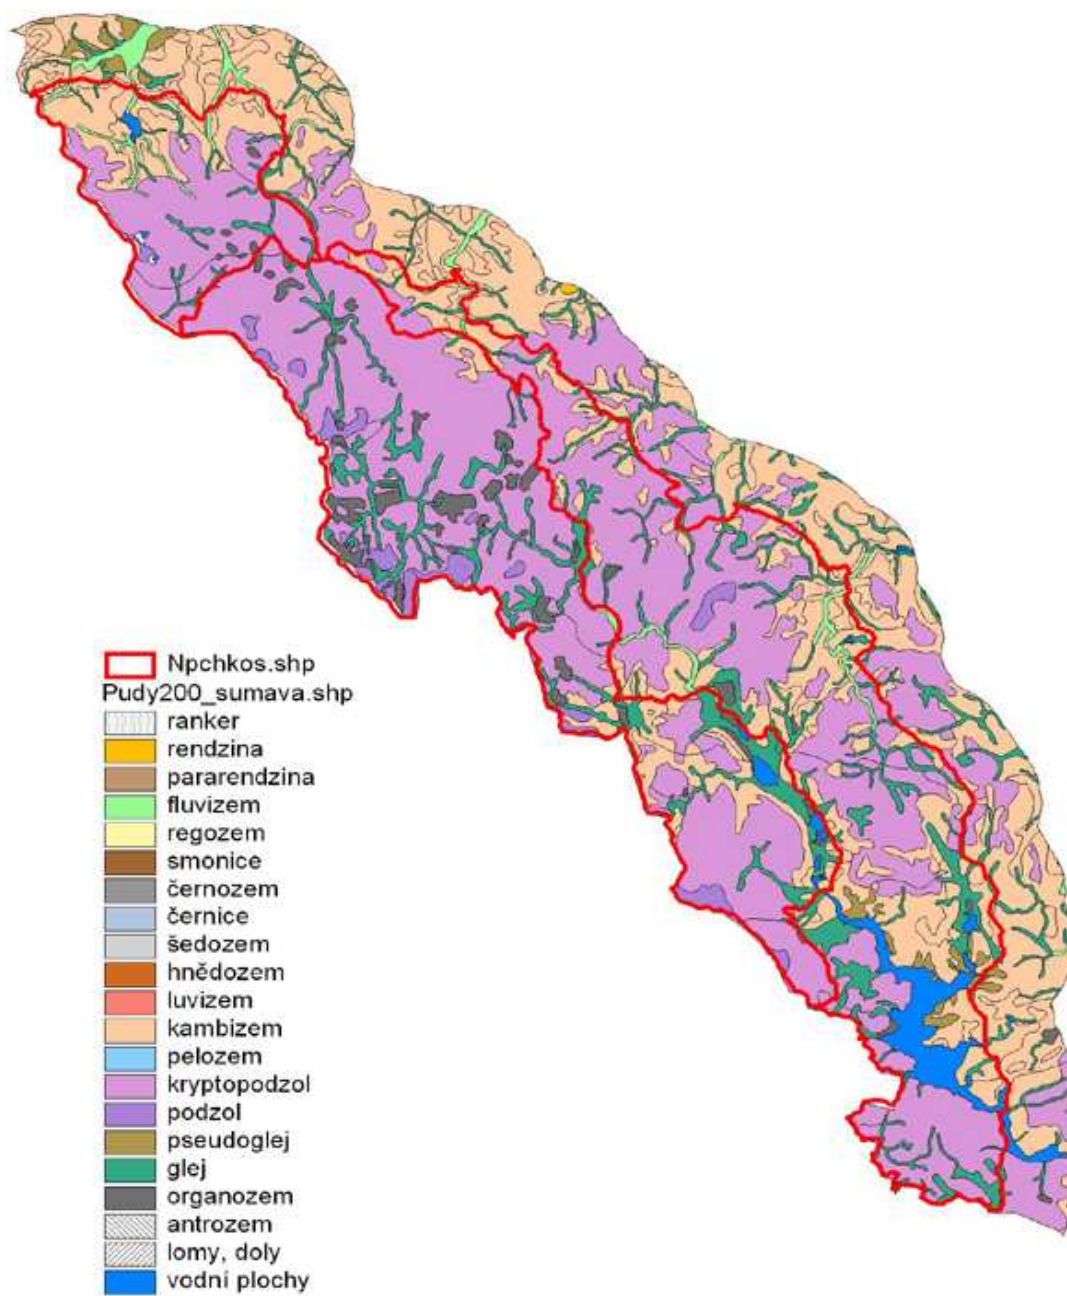 Npchkos.shp
Pudy200_sumava.shp
ranker
rendzina
pararendzina
fluvizem
regozem
smonice
černozem
černice
šedozem
hnědozem
luvizem
kambizem
pelozem
kryptopodzol
podzol
pseudoglej
glej
organozem
antrozem
lomy, doly
vodní plochy